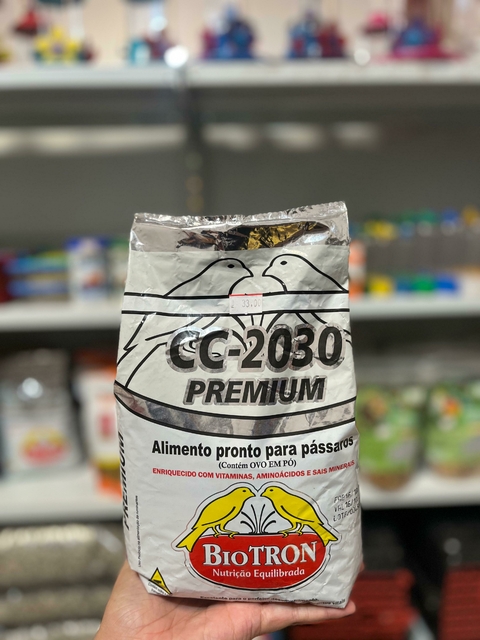 CC-2030
PREMIUM
Alimento pronto para pássaros
(Contém OVO EM PÓ)
ENRIQUECIDO COM VITAMINAS, AMINOÁCIDOS E SAIS MINERAIS
BIOTRON
Nutrição Equilibrada
PREMIUM